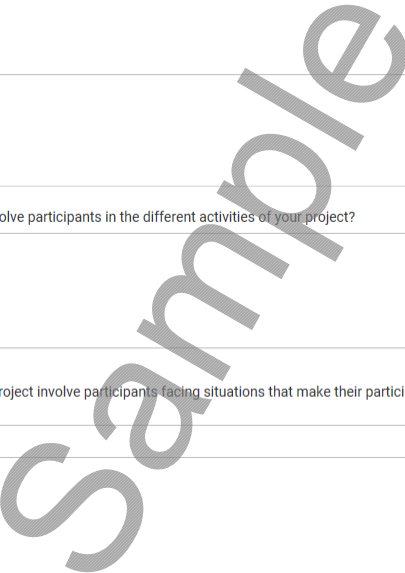 olve participants in the different activities of your project?
roject involve participants facing situations that make their partici
Sample